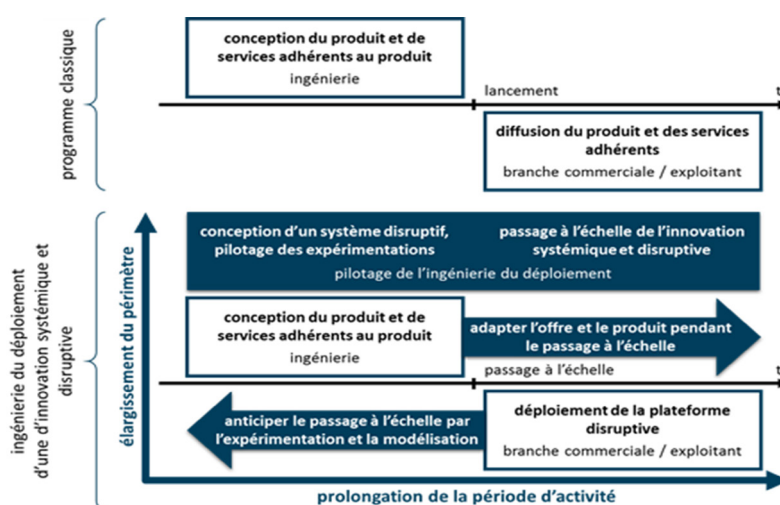 programme classique
conception du produit et de
services adhérents au produit
ingénierie
lancement
t
diffusion du produit et des services
adhérents
branche commerciale / exploitant
ingénierie du déploiement
d'une d'innovation systémique et
disruptive
élargissement du périmètre
conception d'un système disruptif,
pilotage des expérimentations
passage à l'échelle de l'innovation
systémique et disruptive
pilotage de l'ingénierie du déploiement
conception du produit et de
services adhérents au produit
ingénierie
adapter l'offre et le produit pendant
le passage à l'échelle
passage à l'échelle
t
anticiper le passage à l'échelle par
l'expérimentation et la modélisation
déploiement de la plateforme
disruptive
branche commerciale / exploitant
prolongation de la période d'activité